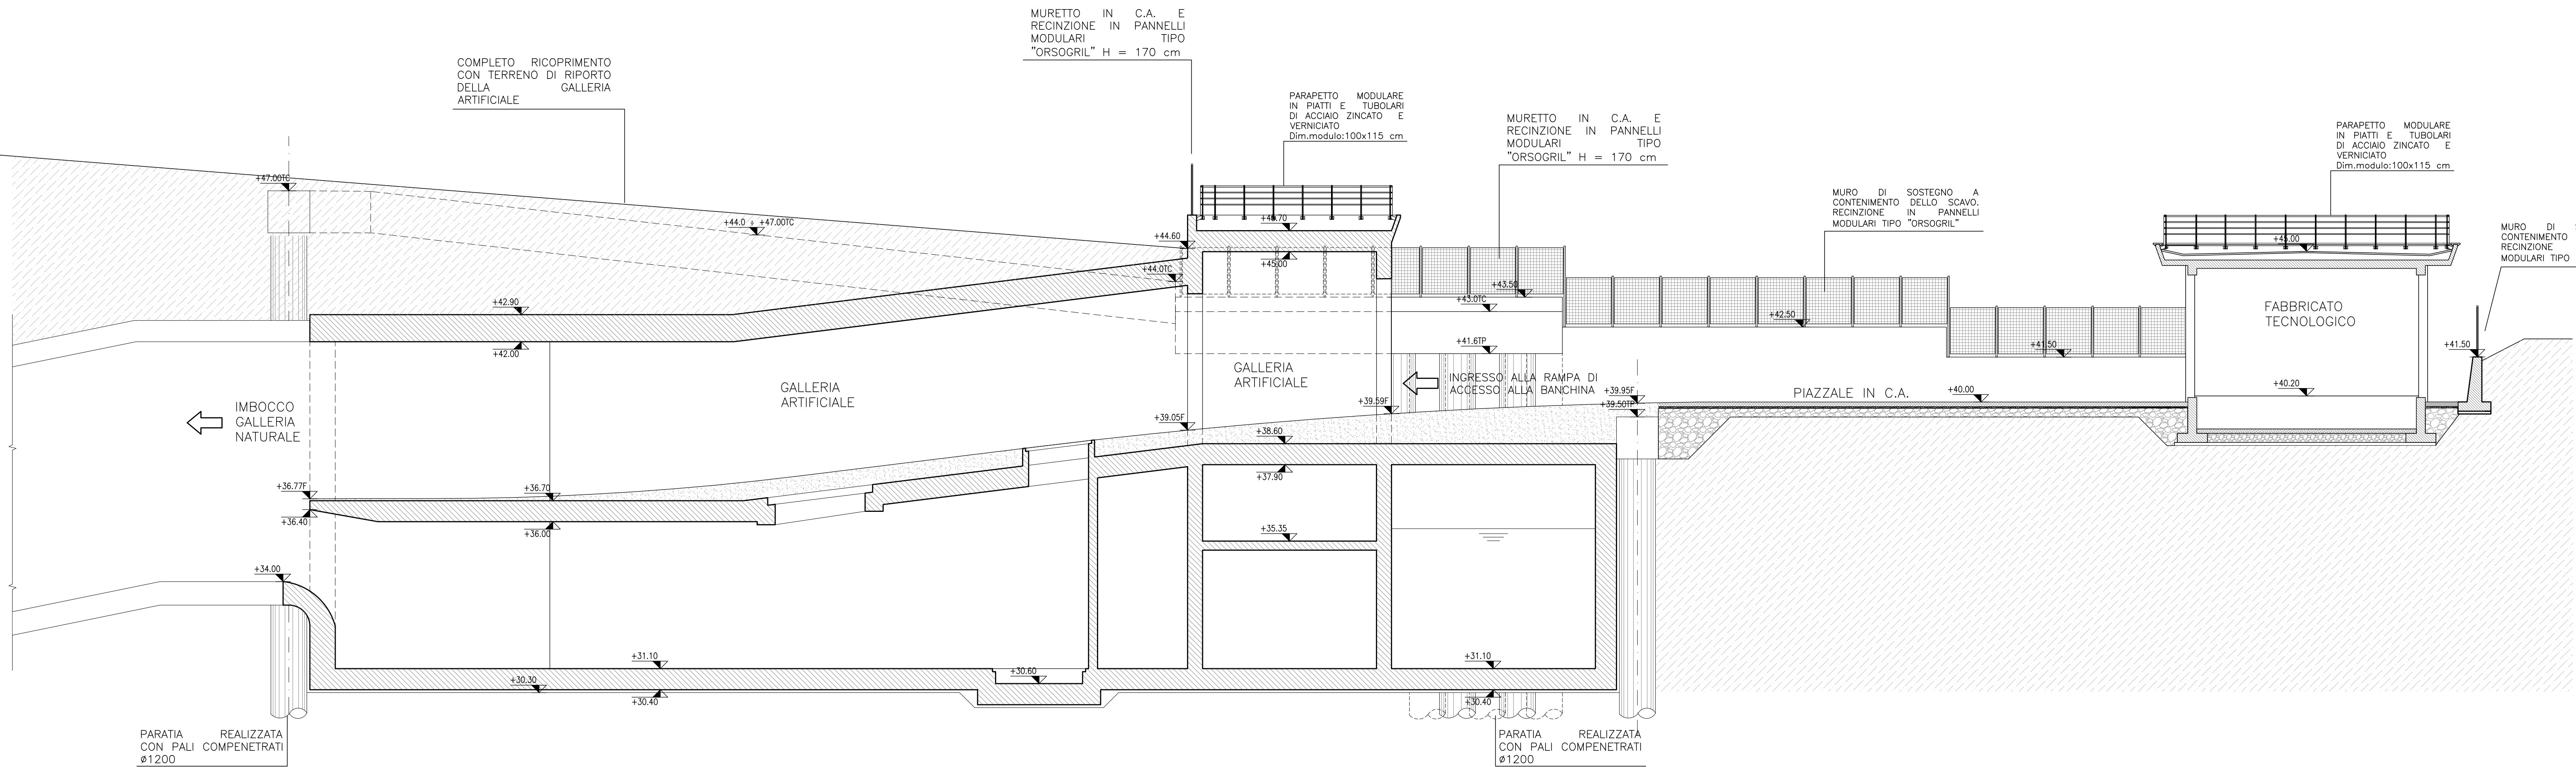 MURETTO IN C.A. E
RECINZIONE IN PANNELLI
MODULARI TIPO
"ORSOGRIL" H = 170 cm
COMPLETO RICOPRIMENTO
CON TERRENO DI RIPORTO
DELLA GALLERIA
ARTIFICIALE
PARAPETTO MODULARE
IN PIATTI E TUBOLARI
DI ACCIAIO ZINCATO E
VERNICIATO
Dim.modulo:100x115 cm
MURETTO IN C.A. E
RECINZIONE IN PANNELLI
MODULARI TIPO
"ORSOGRIL" H = 170 cm
PARAPETTO MODULARE
IN PIATTI E TUBOLARI
DI ACCIAIO ZINCATO E
VERNICIATO
Dim.modulo:100x115 cm
MURO DI SOSTEGNO A
CONTENIMENTO DELLO SCAVO.
RECINZIONE IN PANNELLI
MODULARI TIPO "ORSOGRIL"
MURO DI
CONTENIMENTO
RECINZIONE
MODULARI TIPO
+47.00TC
+44.0 ÷ +47.00TC
+44.60
+44.0TC
+45.00
+45.00
+43.50
+43.0TC
+42.50
+41.6TP
+41.50
+41.50
+42.90
+42.00
FABBRICATO
TECNOLOGICO
GALLERIA
ARTIFICIALE
GALLERIA
ARTIFICIALE
INGRESSO ALLA RAMPA DI
ACCESSO ALLA BANCHINA
PIAZZALE IN C.A.
+40.00
+40.20
+39.95F
+39.50TP
+39.59F
+39.05F
IMBOCCO
GALLERIA
NATURALE
+38.60
+37.90
+36.77F
+36.70
+36.40
+36.00
+35.35
+34.00
+31.10
+31.10
+30.60
+30.30
+30.40
+30.40
PARATIA REALIZZATA
CON PALI COMPENETRATI
ø1200
PARATIA REALIZZATA
CON PALI COMPENETRATI
ø1200